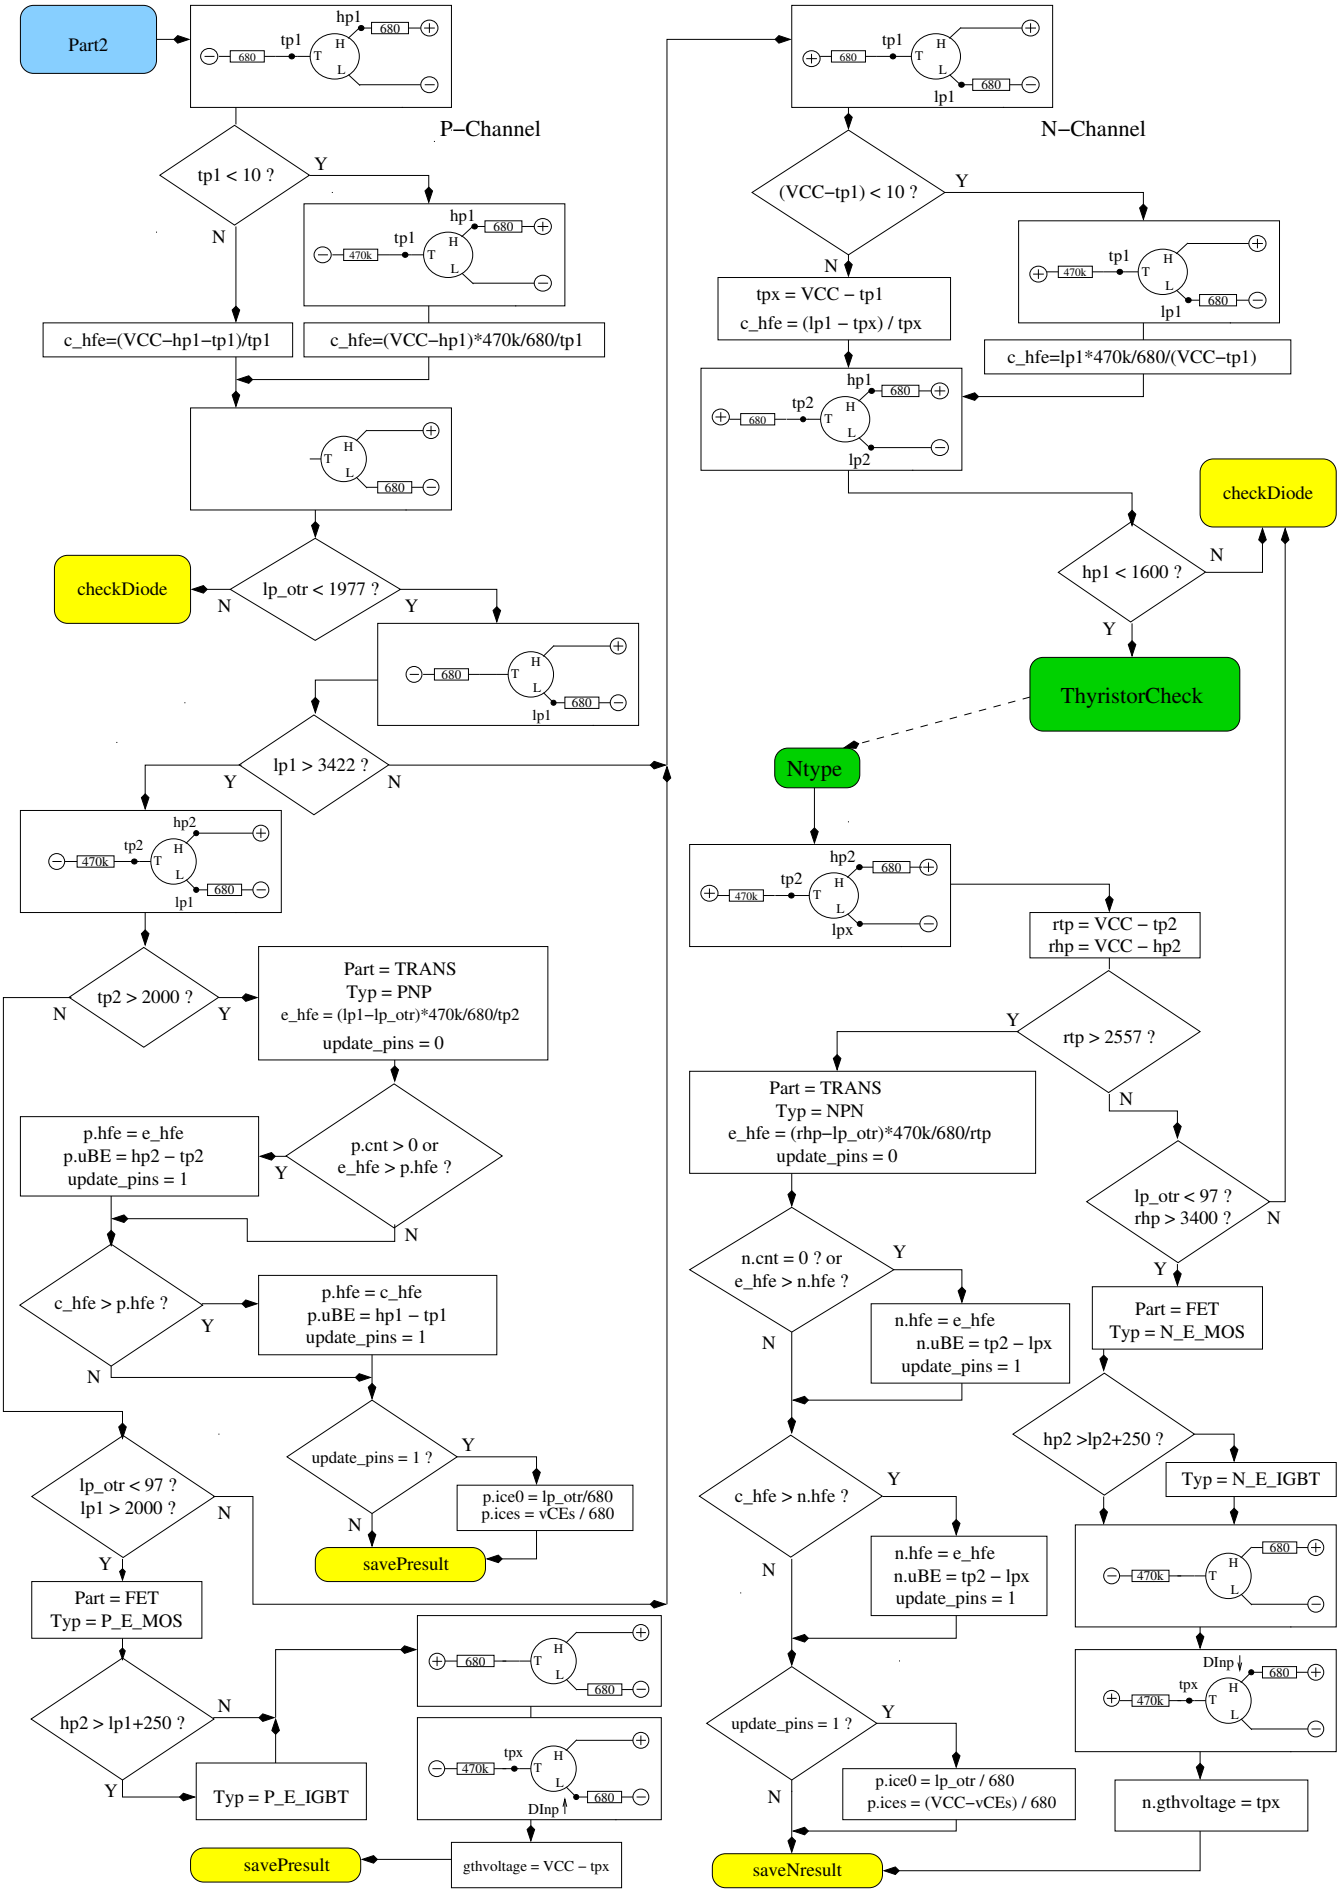 Part2
hp1
680
+
tp1
−
680
T
H
L
−
P−Channel
tp1 < 10 ?
Y
N
hp1
680
+
tp1
−
470k
T
H
L
−
c_hfe=(VCC−hp1−tp1)/tp1
c_hfe=(VCC−hp1)*470k/680/tp1
+
T
H
L
680
−
checkDiode
lp_otr < 1977 ?
N
Y
+
−
680
T
H
L
680
−
lp1
lp1 > 3422 ?
Y
N
hp2
+
tp2
−
470k
T
H
L
680
−
lp1
tp2 > 2000 ?
N
Y
Part = TRANS
Typ = PNP
e_hfe = (lp1−lp_otr)*470k/680/tp2
update_pins = 0
p.cnt > 0 or
e_hfe > p.hfe ?
Y
N
p.hfe = e_hfe
p.uBE = hp2 − tp2
update_pins = 1
c_hfe > p.hfe ?
Y
N
p.hfe = c_hfe
p.uBE = hp1 − tp1
update_pins = 1
update_pins = 1 ?
Y
N
p.ice0 = lp_otr/680
p.ices = vCEs / 680
savePresult
lp_otr < 97 ?
lp1 > 2000 ?
N
Y
Part = FET
Typ = P_E_MOS
hp2 > lp1+250 ?
N
Y
Typ = P_E_IGBT
+
+
680
T
H
L
680
−
+
tpx
−
470k
T
H
L
680
−
DInp
gthvoltage = VCC − tpx
savePresult
+
tp1
+
680
T
H
L
680
−
lp1
N−Channel
(VCC−tp1) < 10 ?
Y
N
tpx = VCC − tp1
c_hfe = (lp1 − tpx) / tpx
+
tp1
+
470k
T
H
L
680
−
lp1
c_hfe=lp1*470k/680/(VCC−tp1)
hp1
680
+
tp2
+
680
T
H
L
−
lp2
checkDiode
hp1 < 1600 ?
N
Y
ThyristorCheck
Ntype
hp2
680
+
tp2
+
470k
T
H
L
−
lpx
rtp = VCC − tp2
rhp = VCC − hp2
rtp > 2557 ?
Y
N
Part = TRANS
Typ = NPN
e_hfe = (rhp−lp_otr)*470k/680/rtp
update_pins = 0
lp_otr < 97 ?
rhp > 3400 ?
N
Y
n.cnt = 0 ? or
e_hfe > n.hfe ?
Y
N
n.hfe = e_hfe
n.uBE = tp2 − lpx
update_pins = 1
Part = FET
Typ = N_E_MOS
hp2 >lp2+250 ?
Y
Typ = N_E_IGBT
c_hfe > n.hfe ?
Y
N
n.hfe = e_hfe
n.uBE = tp2 − lpx
update_pins = 1
680
+
−
470k
T
H
L
−
DInp
680
+
tpx
+
470k
T
H
L
−
update_pins = 1 ?
Y
N
p.ice0 = lp_otr / 680
p.ices = (VCC−vCEs) / 680
n.gthvoltage = tpx
saveNresult